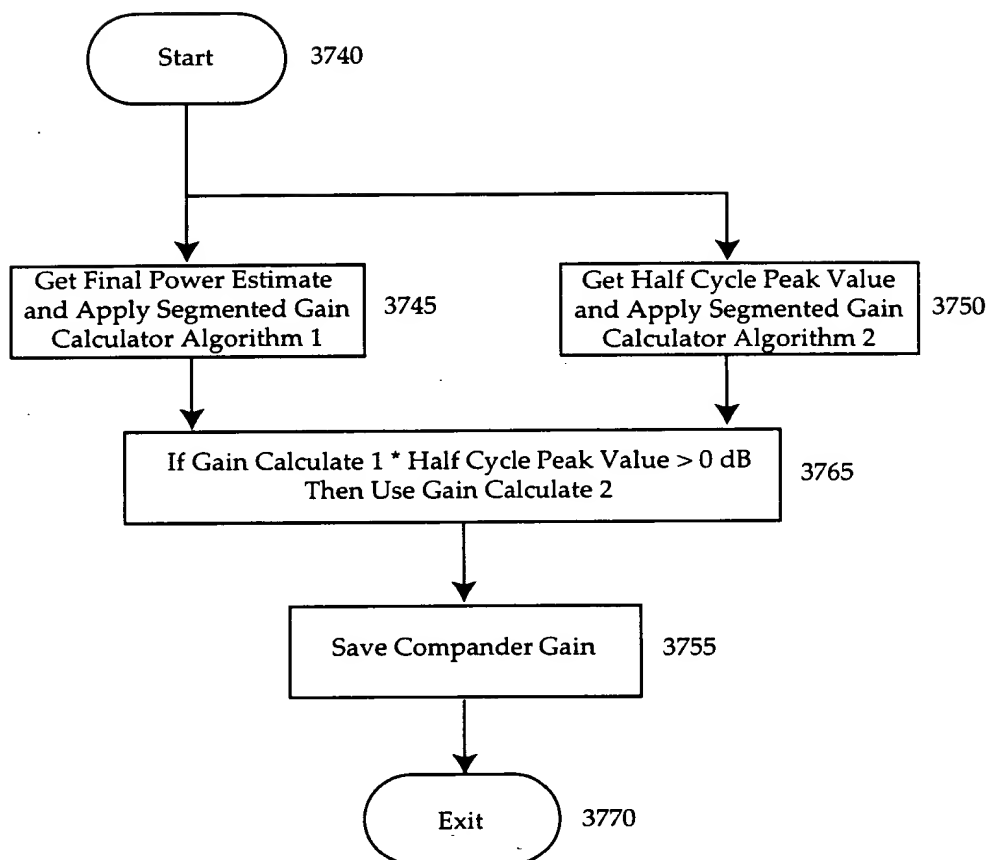 Start
3740
Get Final Power Estimate
and Apply Segmented Gain
Calculator Algorithm 1
3745
Get Half Cycle Peak Value
and Apply Segmented Gain
Calculator Algorithm 2
3750
If Gain Calculate 1 * Half Cycle Peak Value > 0 dB
Then Use Gain Calculate 2
3765
Save Compander Gain
3755
Exit
3770